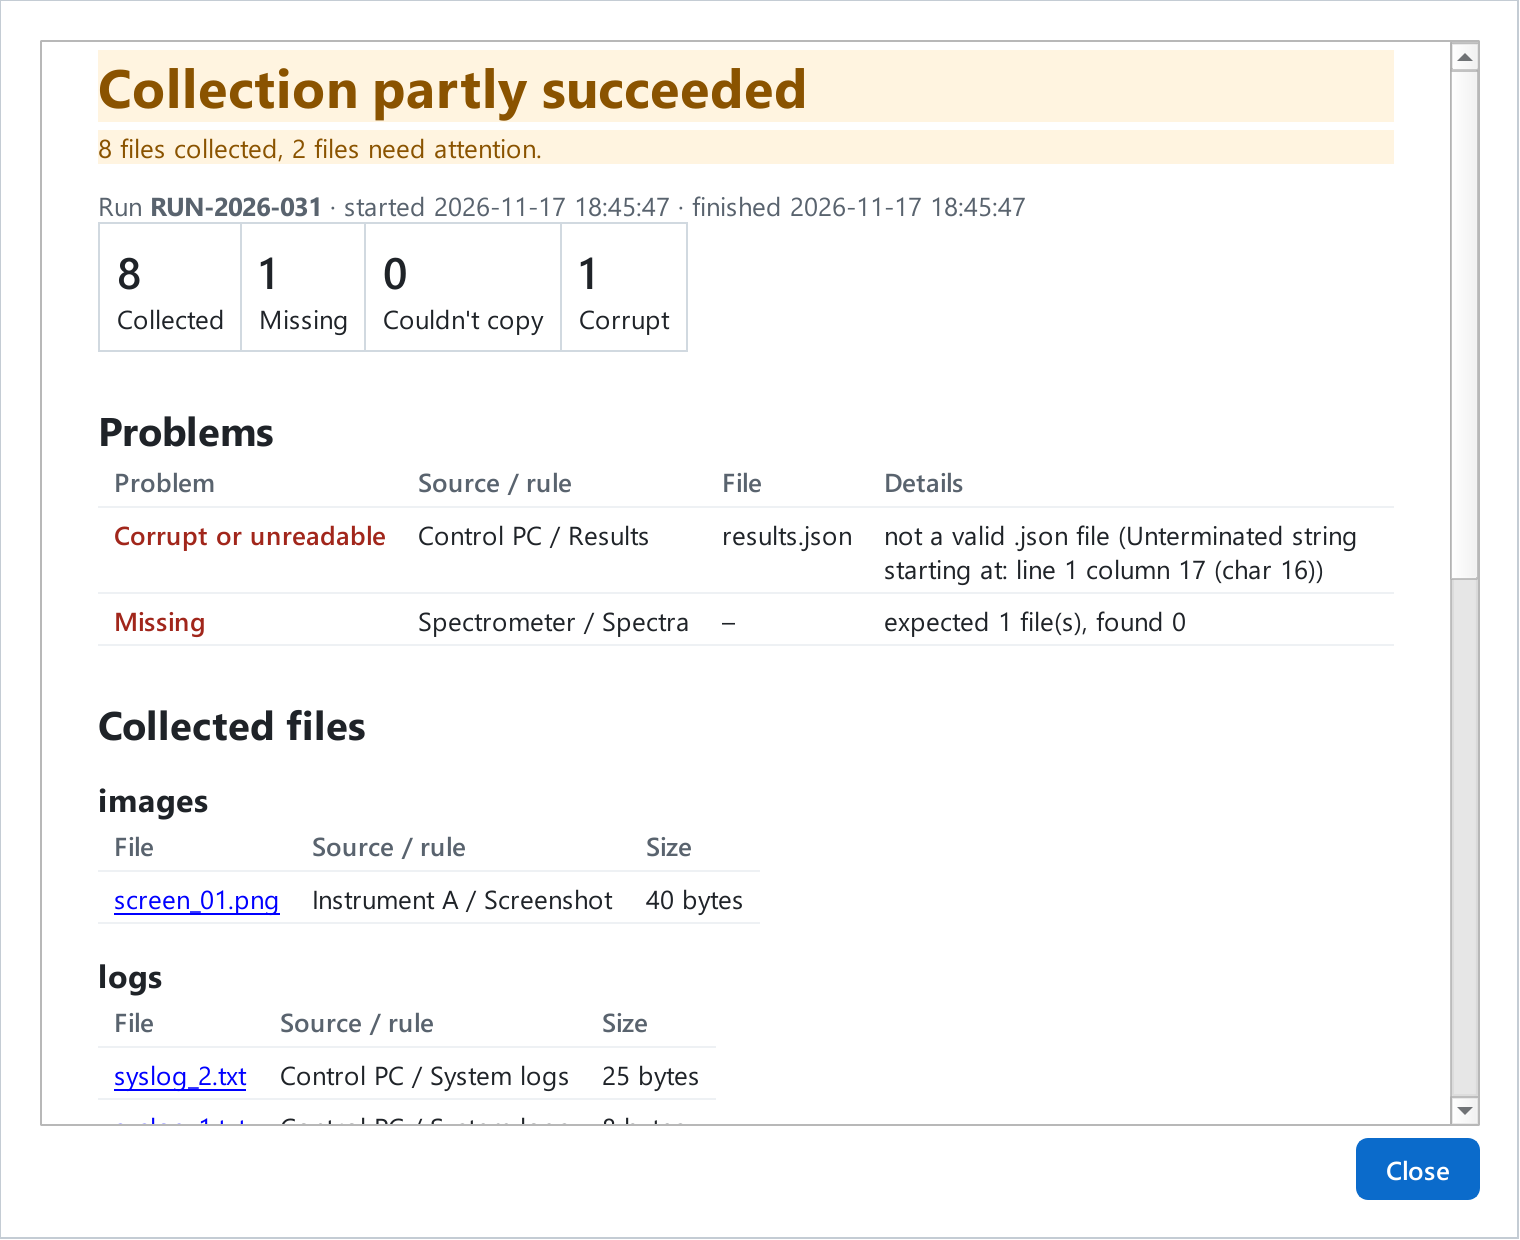 Collection partly succeeded
8 files collected, 2 files need attention.
Run RUN-2026-031 · started 2026-11-17 18:45:47 · finished 2026-11-17 18:45:47
8 1 0 1
Collected Missing Couldn't copy Corrupt
Problems
Problem Source / rule File Details
Corrupt or unreadable Control PC / Results results.json not a valid .json file (Unterminated string
starting at: line 1 column 17 (char 16))
Missing Spectrometer / Spectra – expected 1 file(s), found 0
Collected files
images
File Source / rule Size
screen_01.png Instrument A / Screenshot 40 bytes
logs
File Source / rule Size
syslog_2.txt Control PC / System logs 25 bytes
Close